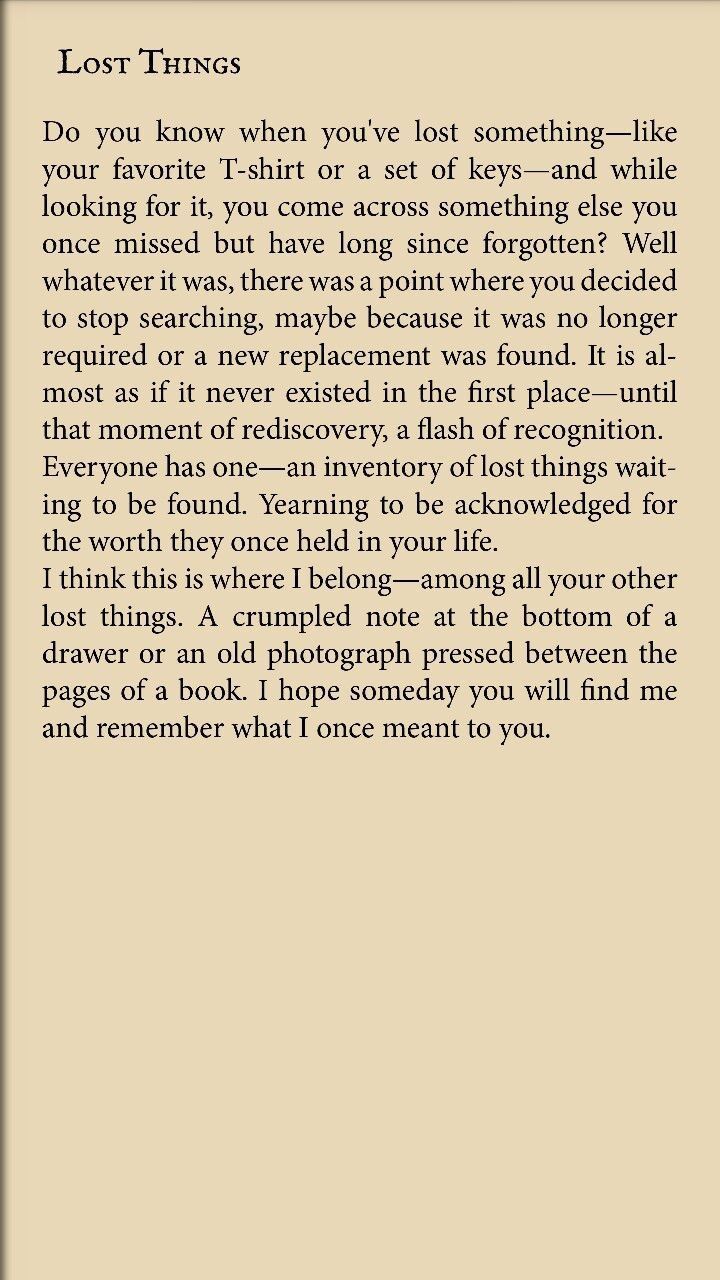 Lost Things
Do you know when you've lost something—like
your favorite T-shirt or a set of keys—and while
looking for it, you come across something else you
once missed but have long since forgotten? Well
whatever it was, there was a point where you decided
to stop searching, maybe because it was no longer
required or a new replacement was found. It is al-
most as if it never existed in the first place—until
that moment of rediscovery, a flash of recognition.
Everyone has one—an inventory of lost things wait-
ing to be found. Yearning to be acknowledged for
the worth they once held in your life.
I think this is where I belong—among all your other
lost things. A crumpled note at the bottom of a
drawer or an old photograph pressed between the
pages of a book. I hope someday you will find me
and remember what I once meant to you.